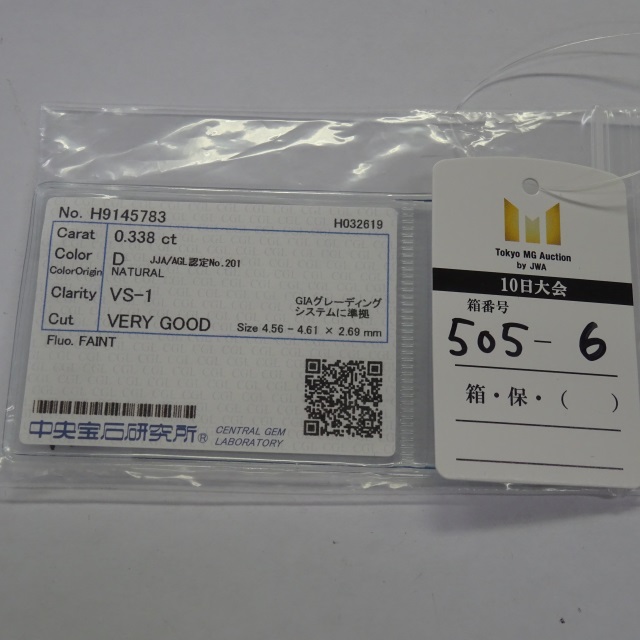 No. H9145783
H032619
Carat 0.338 ct
Color D JJA/AGL認定No.201
ColorOrigin NATURAL
Clarity VS-1
GIAグレーディング
システムに準拠
Cut VERY GOOD Size 4.56 - 4.61 × 2.69 mm
Fluo. FAINT
中央宝石研究所®
CENTRAL GEM
LABORATORY
Tokyo MG Auction
by JWA
10日大会
箱番号
505-6
箱・保・( )